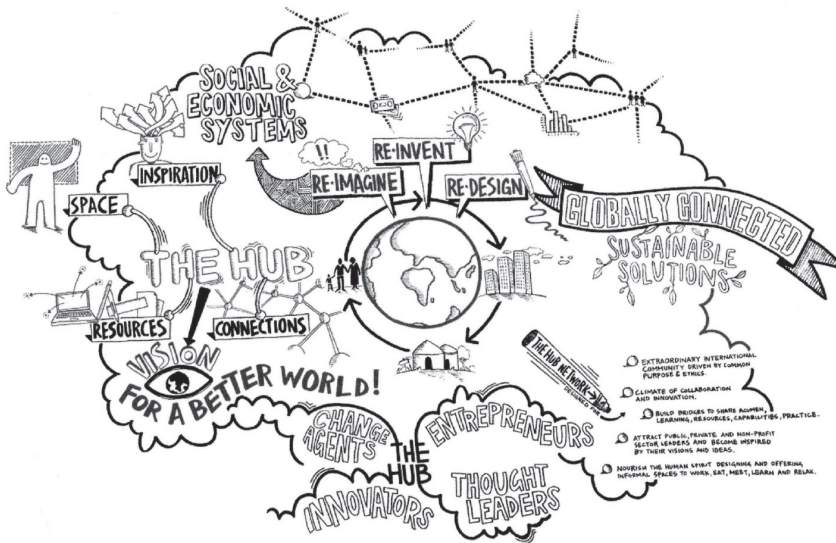 SOCIAL &
ECONOMIC
SYSTEMS
!!
RE-IMAGINE
RE-INVENT
RE-DESIGN
INSPIRATION
SPACE
THE HUB
RESOURCES
CONNECTIONS
VISION
FOR A BETTER WORLD!
GLOBALLY CONNECTED
SUSTAINABLE
SOLUTIONS
CHANGE
AGENTS
ENTREPRENEURS
THE
HUB
INNOVATORS
THOUGHT
LEADERS
THE HUB NETWORK
DESIGNED FOR
EXTRAORDINARY INTERNATIONAL
COMMUNITY DRIVEN BY COMMON
PURPOSE & ETHICS.
CLIMATE OF COLLABORATION
AND INNOVATION.
BUILD BRIDGES TO SHARE ACUMEN,
LEARNING, RESOURCES, CAPABILITIES, PRACTICE.
ATTRACT PUBLIC, PRIVATE AND NON-PROFIT
SECTOR LEADERS AND BECOME INSPIRED
BY THEIR VISIONS AND IDEAS.
NOURISH THE HUMAN SPIRIT DESIGNING AND OFFERING
INFORMAL SPACES TO WORK, EAT, MEET, LEARN AND RELAX.